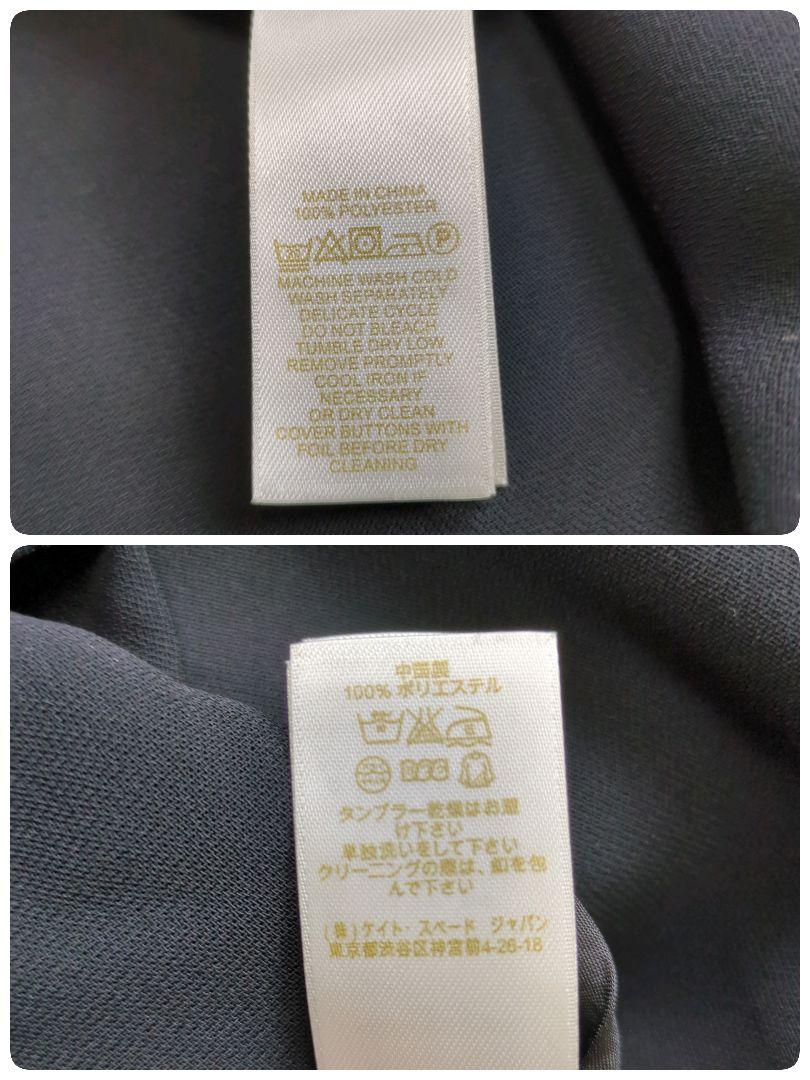 MADE IN CHINA
100% POLYESTER
P
MACHINE WASH COLD
WASH SEPARATELY
DELICATE CYCLE
DO NOT BLEACH
TUMBLE DRY LOW
REMOVE PROMPTLY
COOL IRON IF
NECESSARY
OR DRY CLEAN
COVER BUTTONS WITH
FOIL BEFORE DRY
CLEANING
中国製
100% ポリエステル
タンブラー乾燥はお避
け下さい
単独洗いをして下さい
クリーニングの際は、釦を包
んで下さい
(株)ケイト・スペード ジャパン
東京都渋谷区神宮前4-26-18